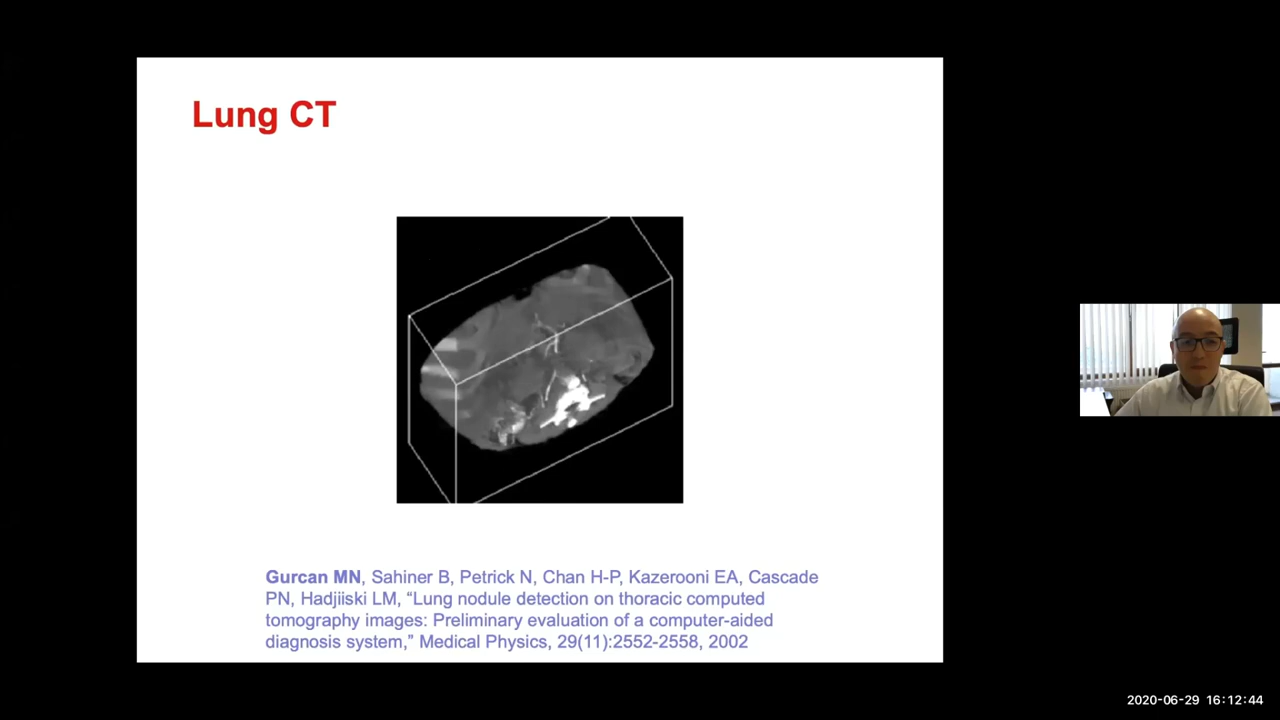 Lung CT
Gurcan MN, Sahiner B, Petrick N, Chan H-P, Kazerooni EA, Cascade
PN, Hadjiiski LM, “Lung nodule detection on thoracic computed
tomography images: Preliminary evaluation of a computer-aided
diagnosis system,” Medical Physics, 29(11):2552-2558, 2002
2020-06-29 16:12:44